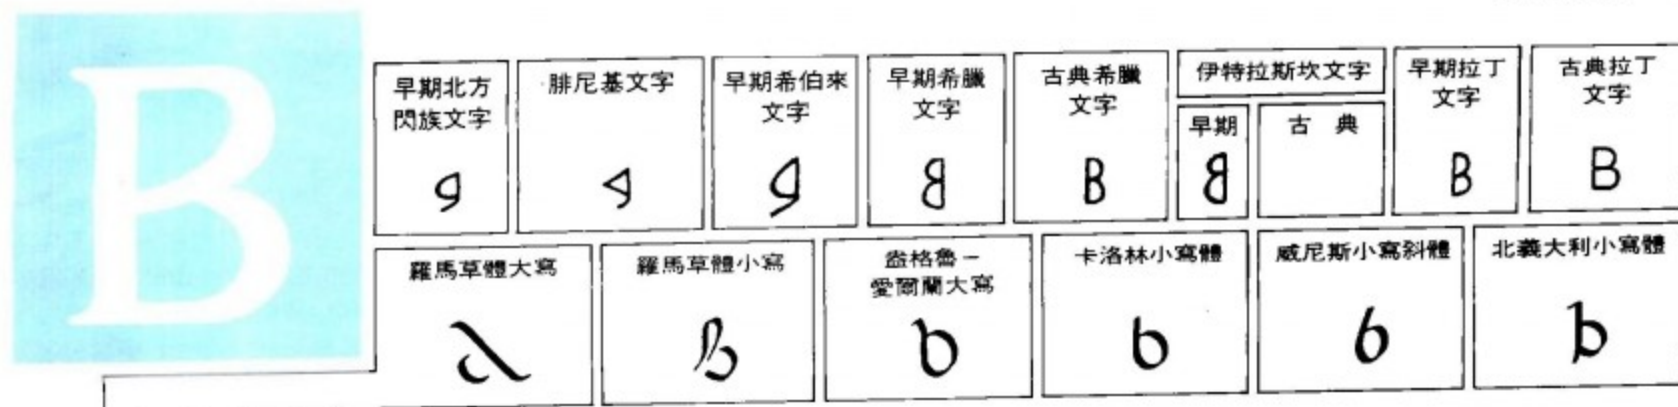 B
早期北方
閃族文字
腓尼基文字
早期希伯來
文字
早期希臘
文字
古典希臘
文字
伊特拉斯坎文字
早期
古典
早期拉丁
文字
古典拉丁
文字
B
B
B
羅馬草體大寫
羅馬草體小寫
盎格魯－
愛爾蘭大寫
卡洛林小寫體
威尼斯小寫斜體
北義大利小寫體
b
b
b
b